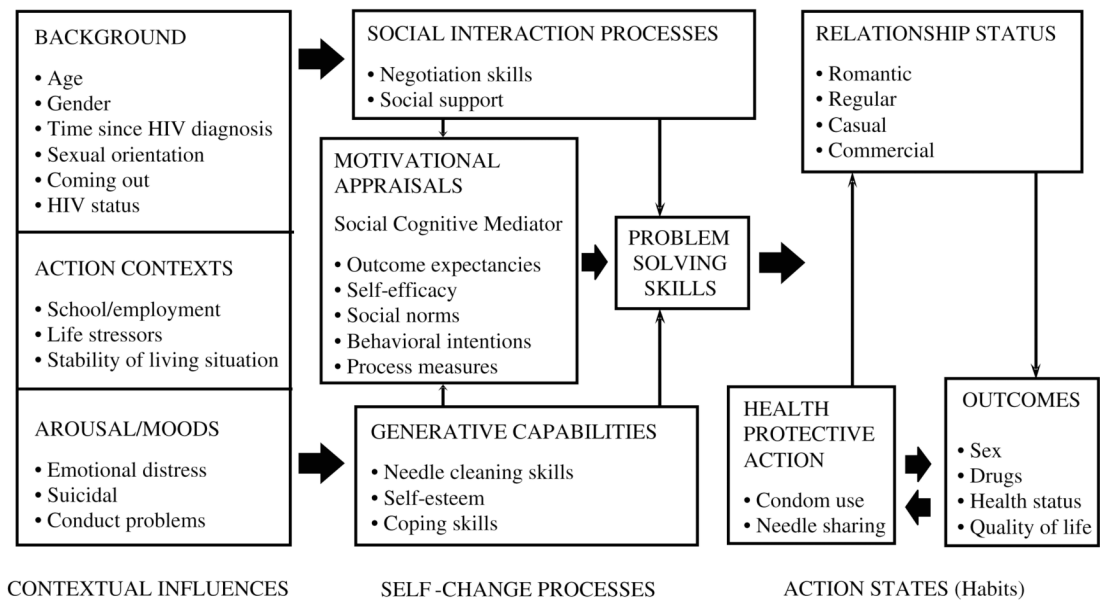 BACKGROUND
• Age
• Gender
• Time since HIV diagnosis
• Sexual orientation
• Coming out
• HIV status
ACTION CONTEXTS
• School/employment
• Life stressors
• Stability of living situation
AROUSAL/MOODS
• Emotional distress
• Suicidal
• Conduct problems
CONTEXTUAL INFLUENCES
SOCIAL INTERACTION PROCESSES
• Negotiation skills
• Social support
MOTIVATIONAL
APPRAISALS
Social Cognitive Mediator
• Outcome expectancies
• Self-efficacy
• Social norms
• Behavioral intentions
• Process measures
GENERATIVE CAPABILITIES
• Needle cleaning skills
• Self-esteem
• Coping skills
PROBLEM
SOLVING
SKILLS
SELF -CHANGE PROCESSES
RELATIONSHIP STATUS
• Romantic
• Regular
• Casual
• Commercial
HEALTH
PROTECTIVE
ACTION
• Condom use
• Needle sharing
OUTCOMES
• Sex
• Drugs
• Health status
• Quality of life
ACTION STATES (Habits)